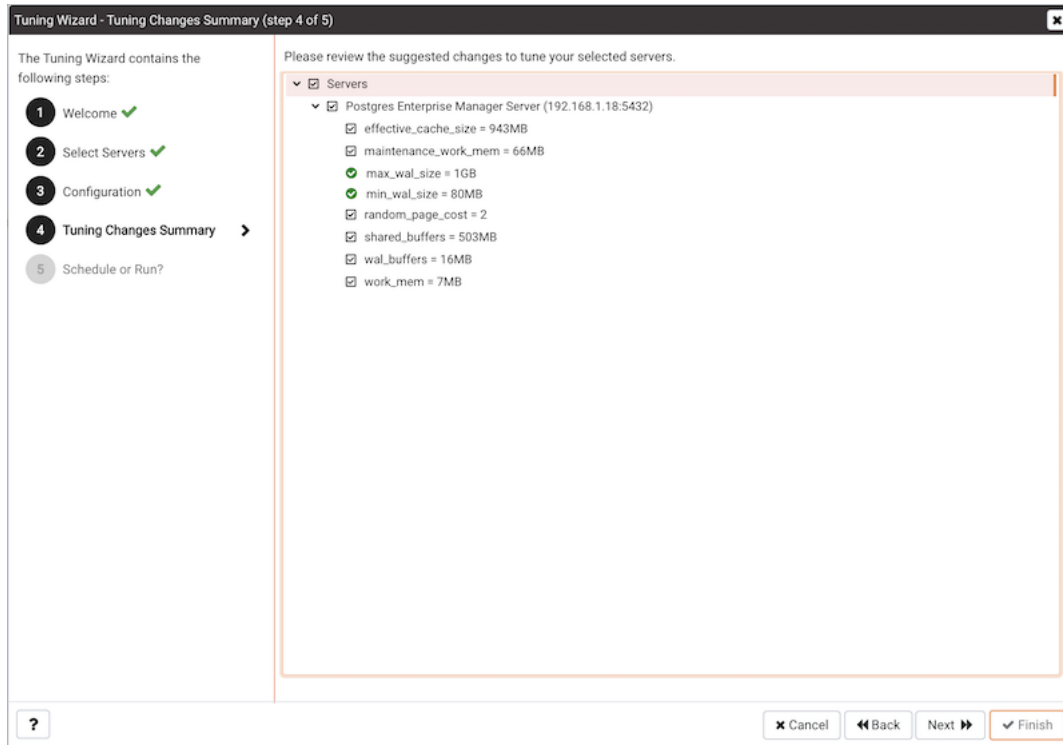 Tuning Wizard - Tuning Changes Summary (step 4 of 5)
The Tuning Wizard contains the
following steps:
1 Welcome
2 Select Servers
3 Configuration
4 Tuning Changes Summary
5 Schedule or Run?
Please review the suggested changes to tune your selected servers.
Servers
Postgres Enterprise Manager Server (192.168.1.18:5432)
effective_cache_size = 943MB
maintenance_work_mem = 66MB
max_wal_size = 1GB
min_wal_size = 80MB
random_page_cost = 2
shared_buffers = 503MB
wal_buffers = 16MB
work_mem = 7MB
? Cancel Back Next Finish